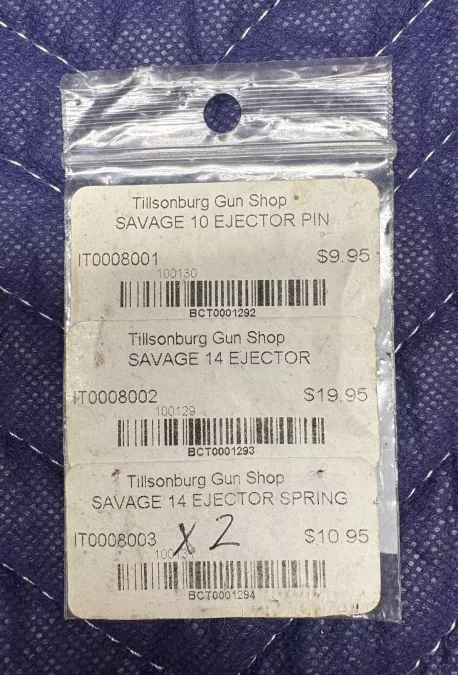 Tillsonburg Gun Shop
SAVAGE 10 EJECTOR PIN
IT0008001 $9.95
100130
BCT0001292
Tillsonburg Gun Shop
SAVAGE 14 EJECTOR
IT0008002 $19.95
100129
BCT0001293
Tillsonburg Gun Shop
SAVAGE 14 EJECTOR SPRING
IT0008003 X2 $10.95
BCT0001294